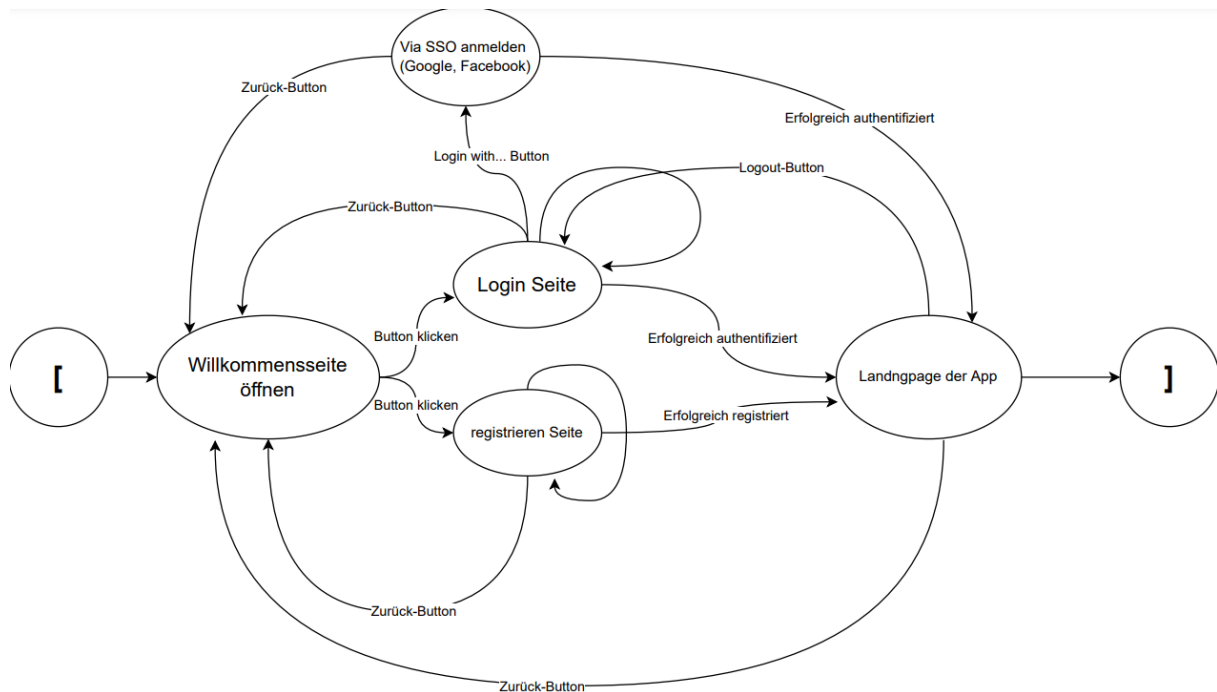 Via SSO anmelden
(Google, Facebook)
Zurück-Button
Erfolgreich authentifiziert
Login with... Button
Logout-Button
Zurück-Button
Login Seite
Button klicken
Erfolgreich authentifiziert
[
Willkommensseite
öffnen
Landngpage der App
]
Button klicken
Erfolgreich registriert
registrieren Seite
Zurück-Button
Zurück-Button